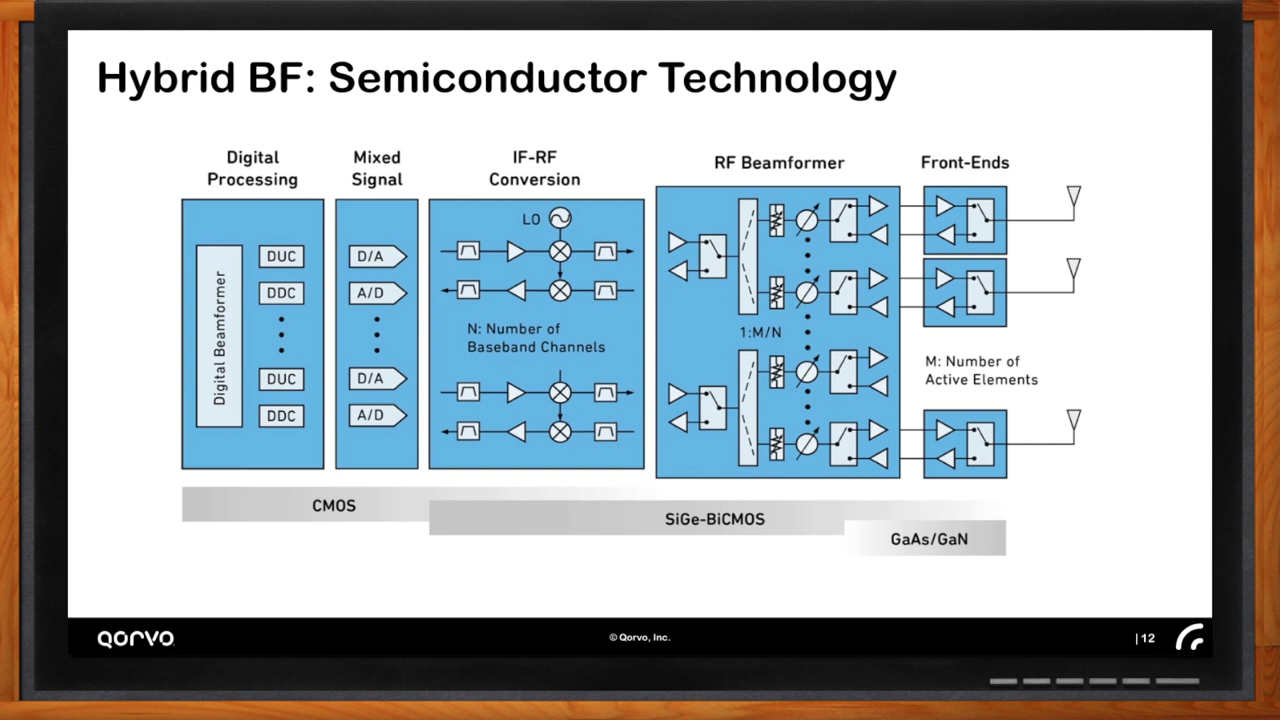 Hybrid BF: Semiconductor Technology
Digital
Processing
Mixed
Signal
IF-RF
Conversion
RF Beamformer
Front-Ends
Digital Beamformer
DUC
DDC
DUC
DDC
D/A
A/D
D/A
A/D
LO
N: Number of
Baseband Channels
1:M/N
M: Number of
Active Elements
CMOS
SiGe-BiCMOS
GaAs/GaN
QORVO
© Qorvo, Inc.
| 12